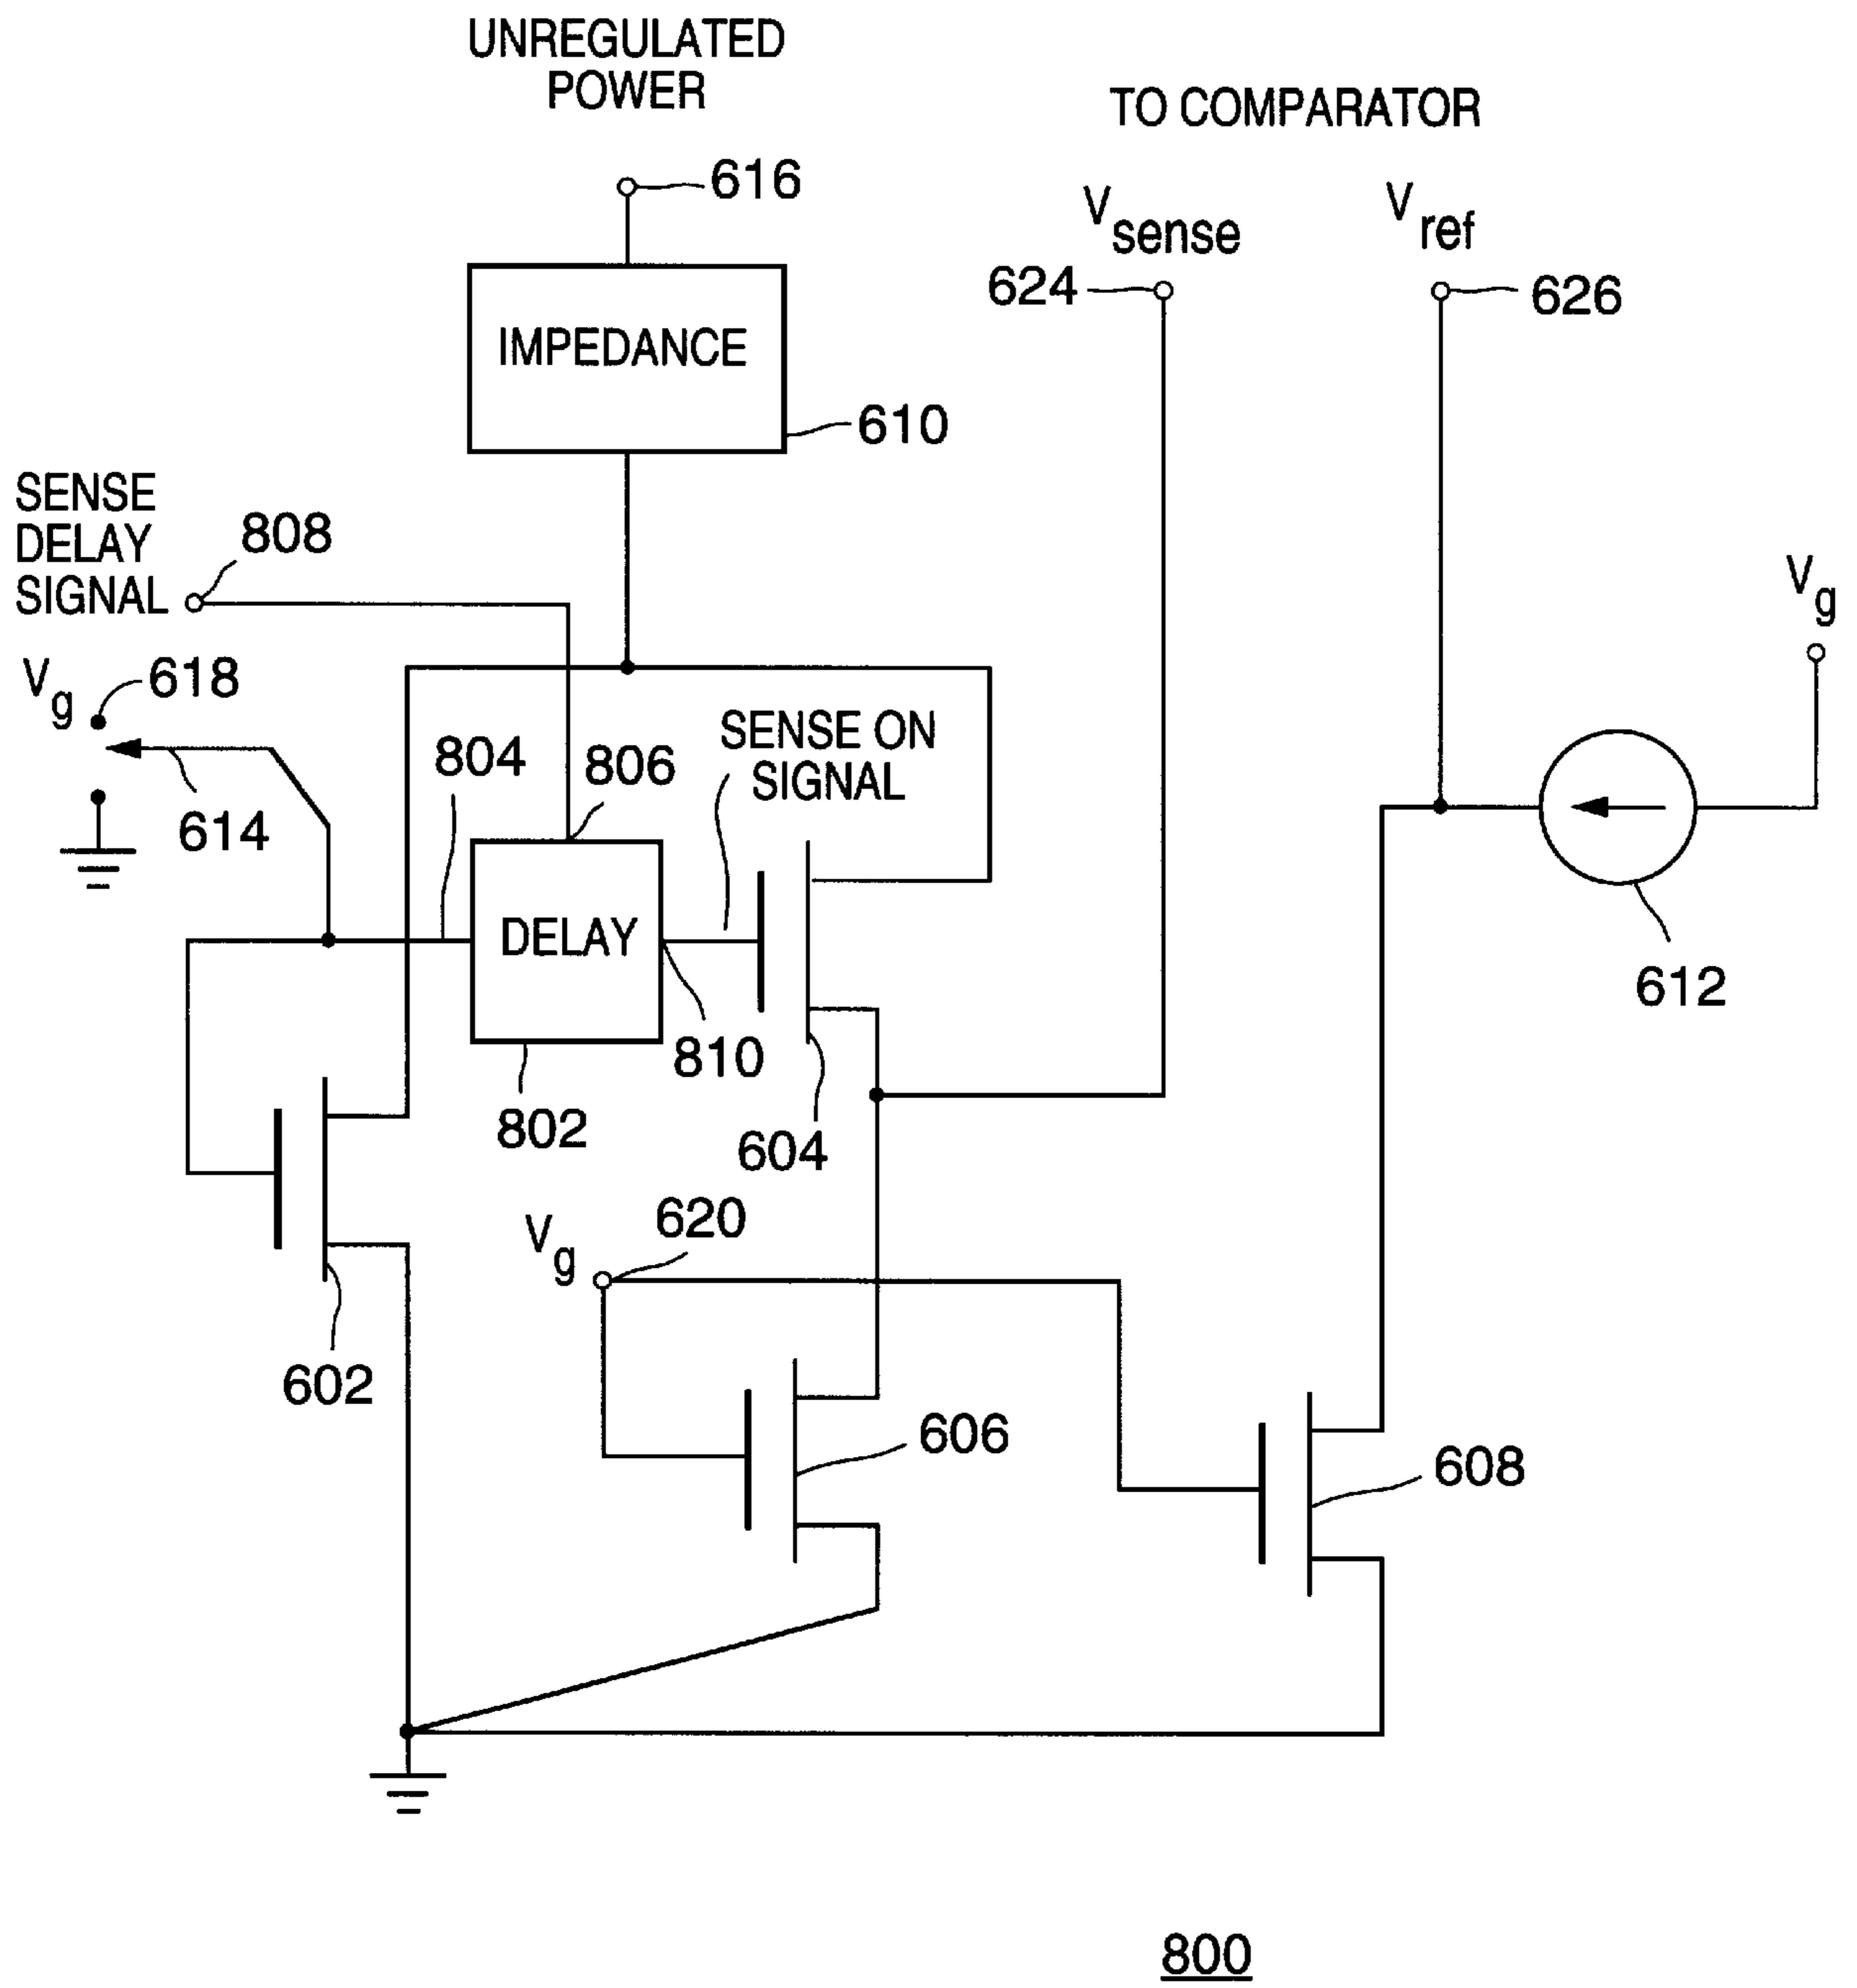 UNREGULATED
POWER
TO COMPARATOR
616
Vsense
Vref
624
626
IMPEDANCE
610
SENSE
DELAY
SIGNAL
808
Vg
618
Vg
614
804
806
SENSE ON
SIGNAL
DELAY
810
802
604
612
602
Vg
620
606
608
800